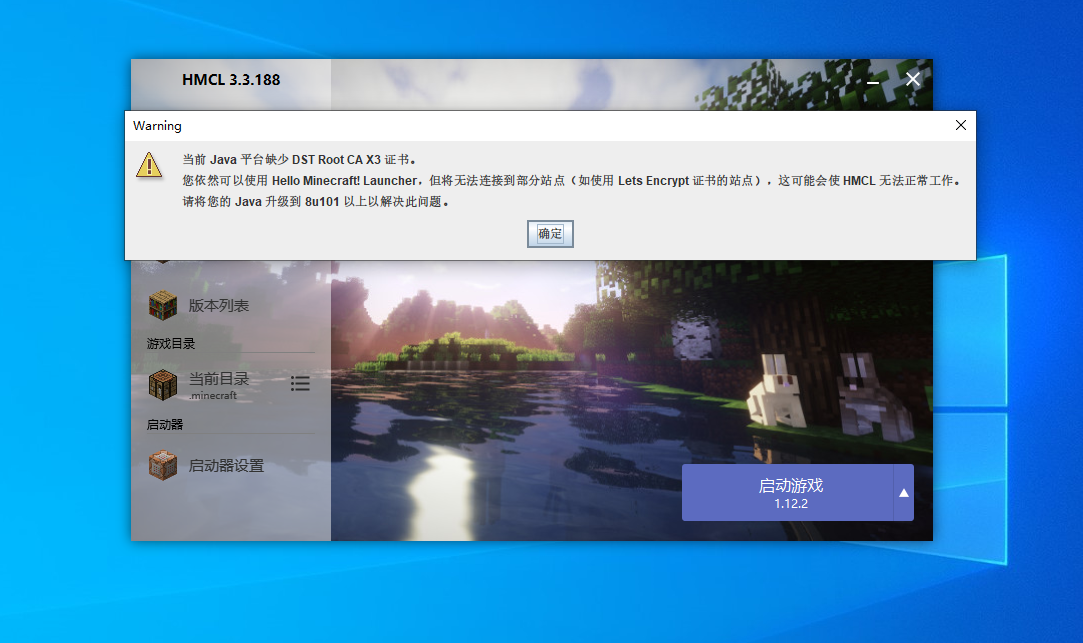 HMCL 3.3.188
Warning
当前 Java 平台缺少 DST Root CA X3 证书。
您依然可以使用 Hello Minecraft! Launcher，但将无法连接到部分站点（如使用 Lets Encrypt 证书的站点），这可能会使 HMCL 无法正常工作。
请将您的 Java 升级到 8u101 以上以解决此问题。
确定
版本列表
游戏目录
当前目录
.minecraft
启动器
启动器设置
启动游戏
1.12.2